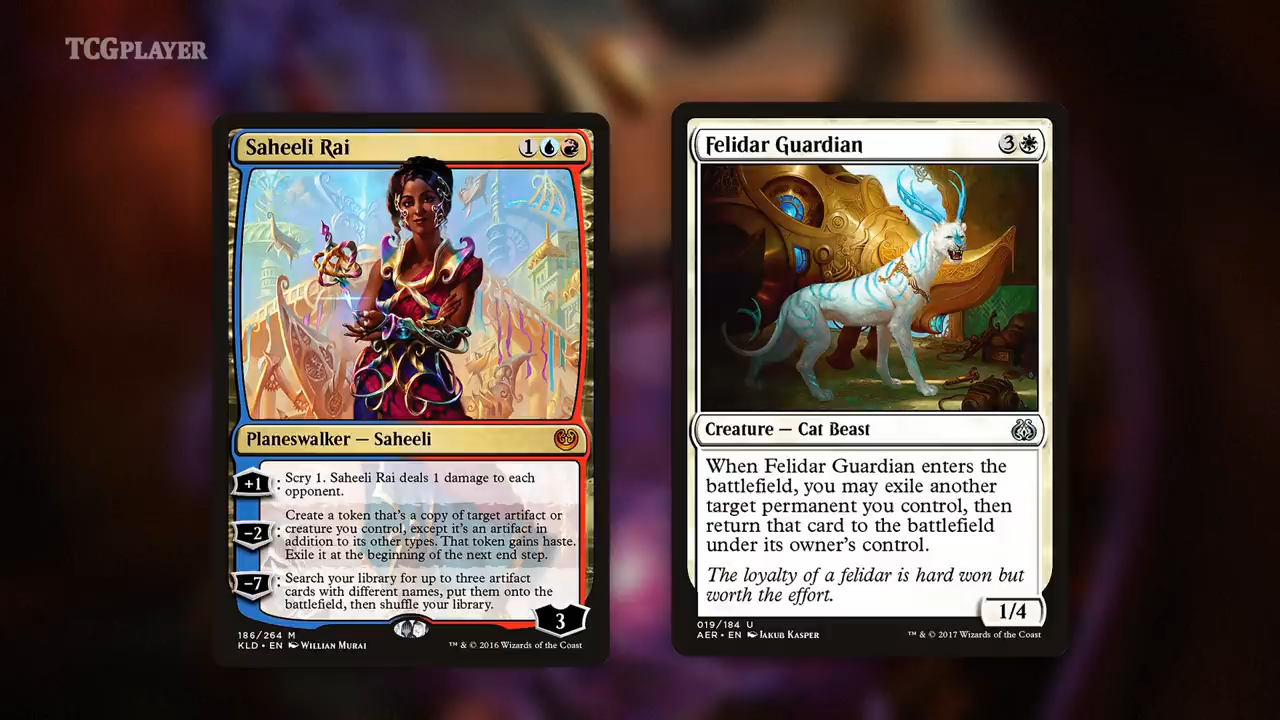 TCGPLAYER
Saheeli Rai
1
Planeswalker — Saheeli
+1 : Scry 1. Saheeli Rai deals 1 damage to each
opponent.
−2 : Create a token that's a copy of target artifact or
creature you control, except it's an artifact in
addition to its other types. That token gains haste.
Exile it at the beginning of the next end step.
−7 : Search your library for up to three artifact
cards with different names, put them onto the
battlefield, then shuffle your library.
3
186/264 M
KLD • EN Willian Murai
™ & © 2016 Wizards of the Coast
Felidar Guardian
3
Creature — Cat Beast
When Felidar Guardian enters the
battlefield, you may exile another
target permanent you control, then
return that card to the battlefield
under its owner's control.
The loyalty of a felidar is hard won but
worth the effort.
1/4
019/184 U
AER • EN Jakub Kasper
™ & © 2017 Wizards of the Coast